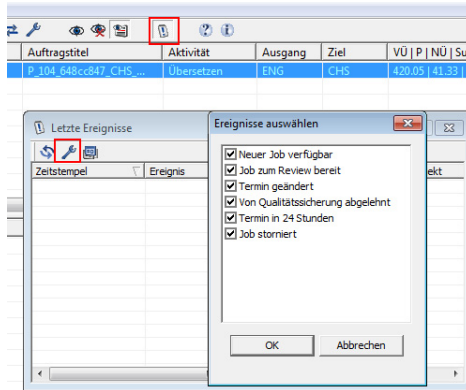 Auftragstitel Aktivität Ausgang Ziel VÜ | P | NÜ | Su
P_104_648cc847_CHS_... Übersetzen ENG CHS 420.05 | 41.33 |
Letzte Ereignisse
Ereignisse auswählen
Zeitstempel Ereignis ekt
Neuer Job verfügbar
Job zum Review bereit
Termin geändert
Von Qualitätssicherung abgelehnt
Termin in 24 Stunden
Job storniert
OK Abbrechen